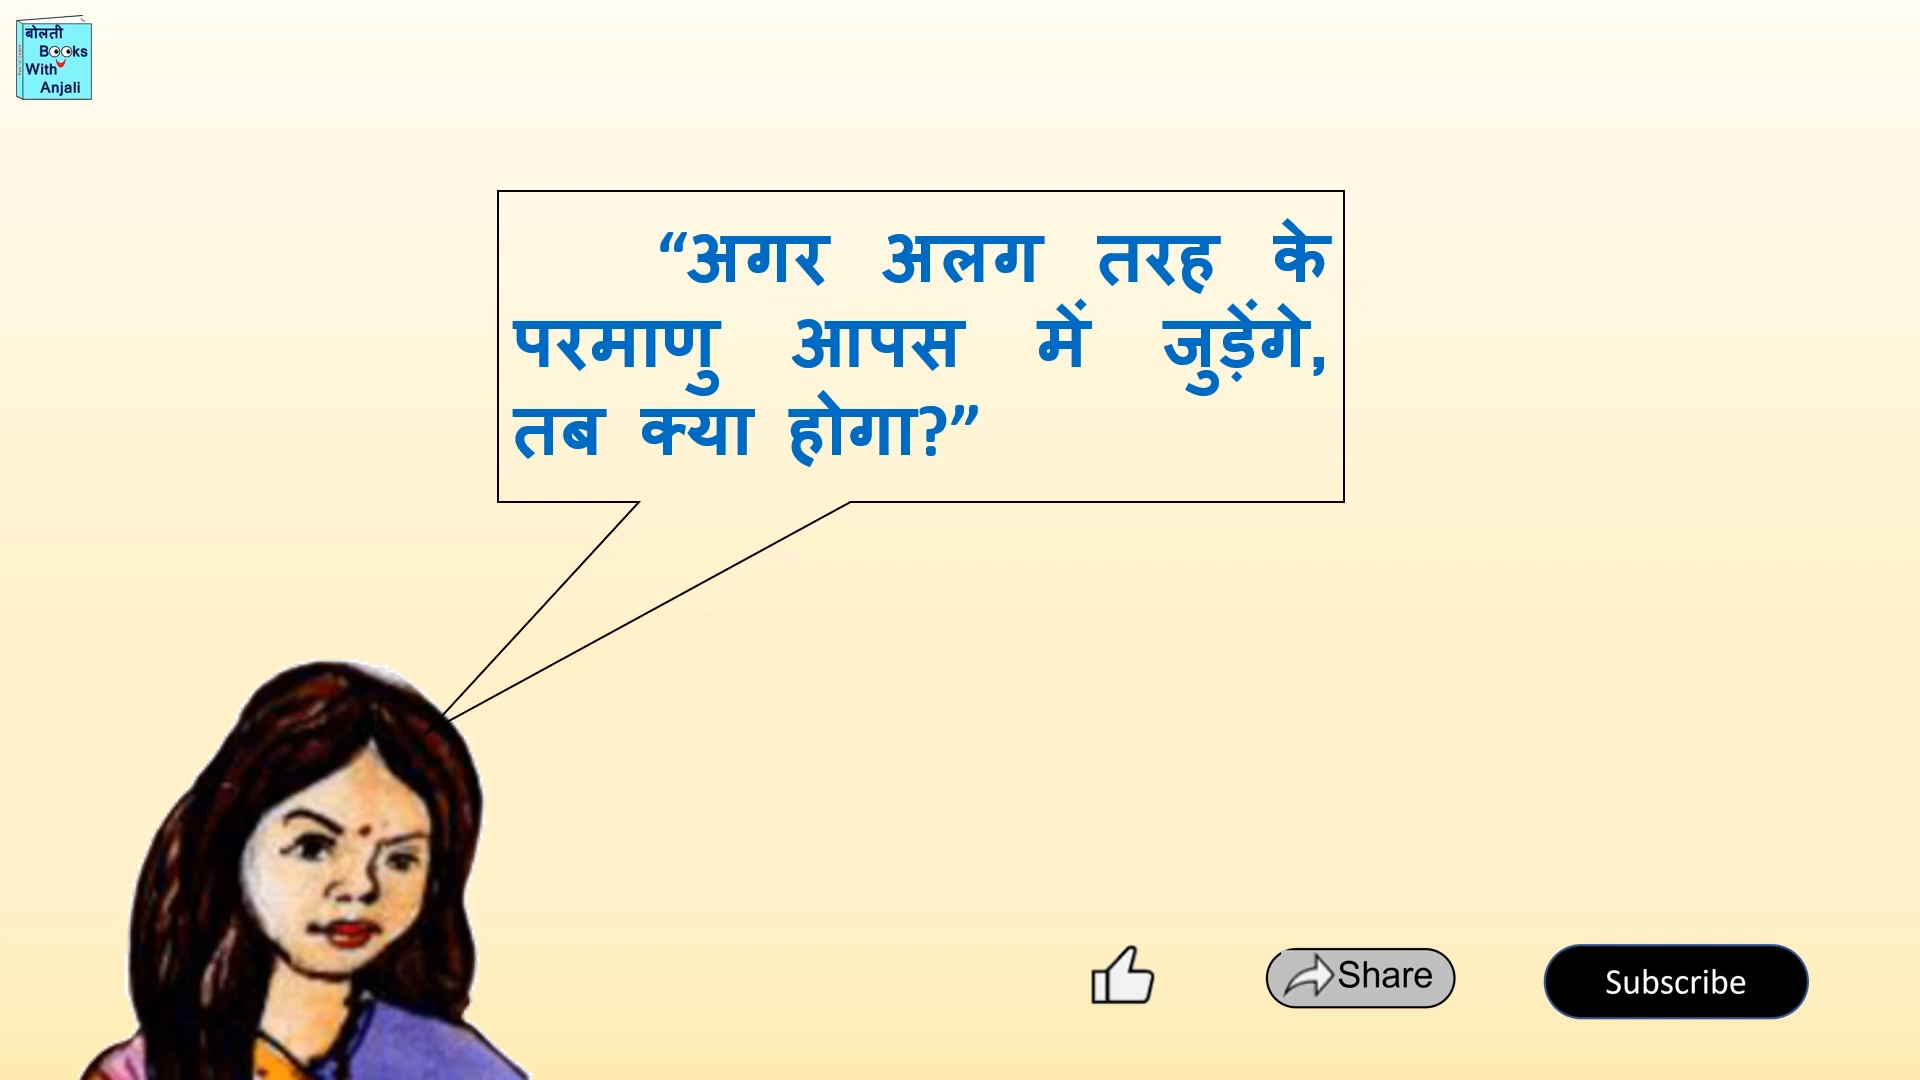 बोलती
Books
With
Anjali
“अगर अलग तरह के
परमाणु आपस में जुड़ेंगे,
तब क्या होगा?”
Share
Subscribe